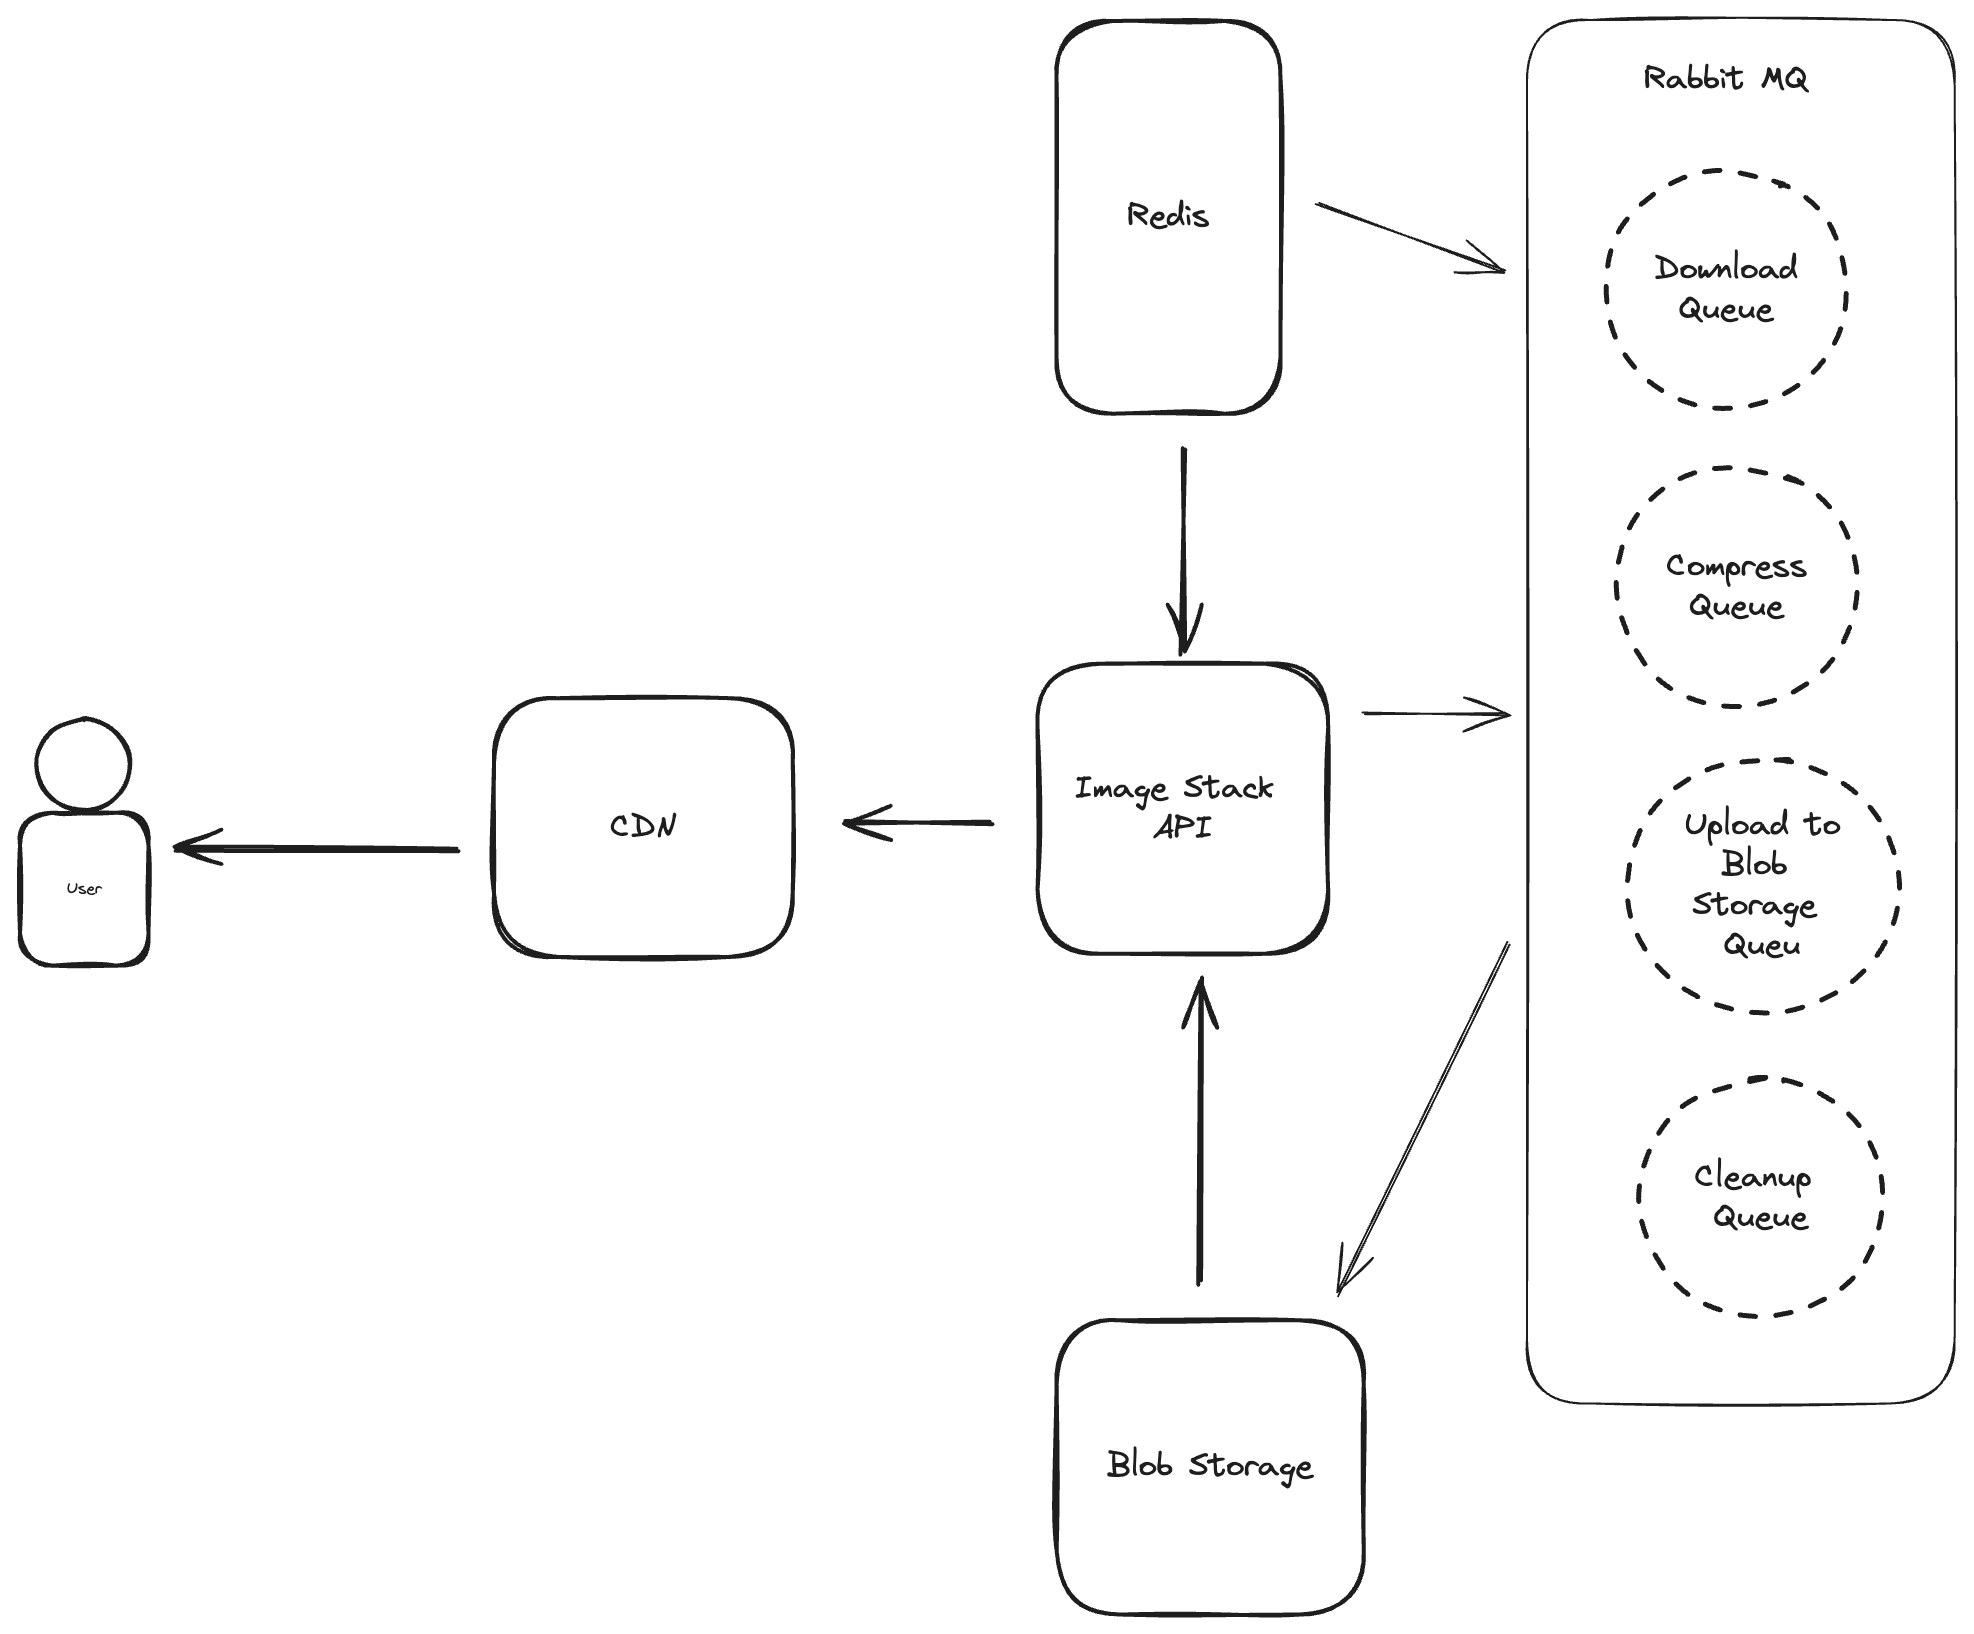 Redis
Rabbit MQ
Download
Queue
Compress
Queue
Upload to
Blob
Storage
Queu
Cleanup
Queue
Image Stack
API
CDN
User
Blob Storage